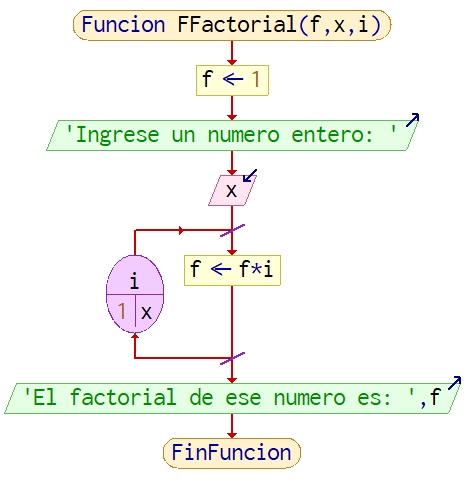 Funcion FFactorial(f,x,i)
f ← 1
'Ingrese un numero entero: '
x
f ← f*i
i
1 x
'El factorial de ese numero es: ',f
FinFuncion